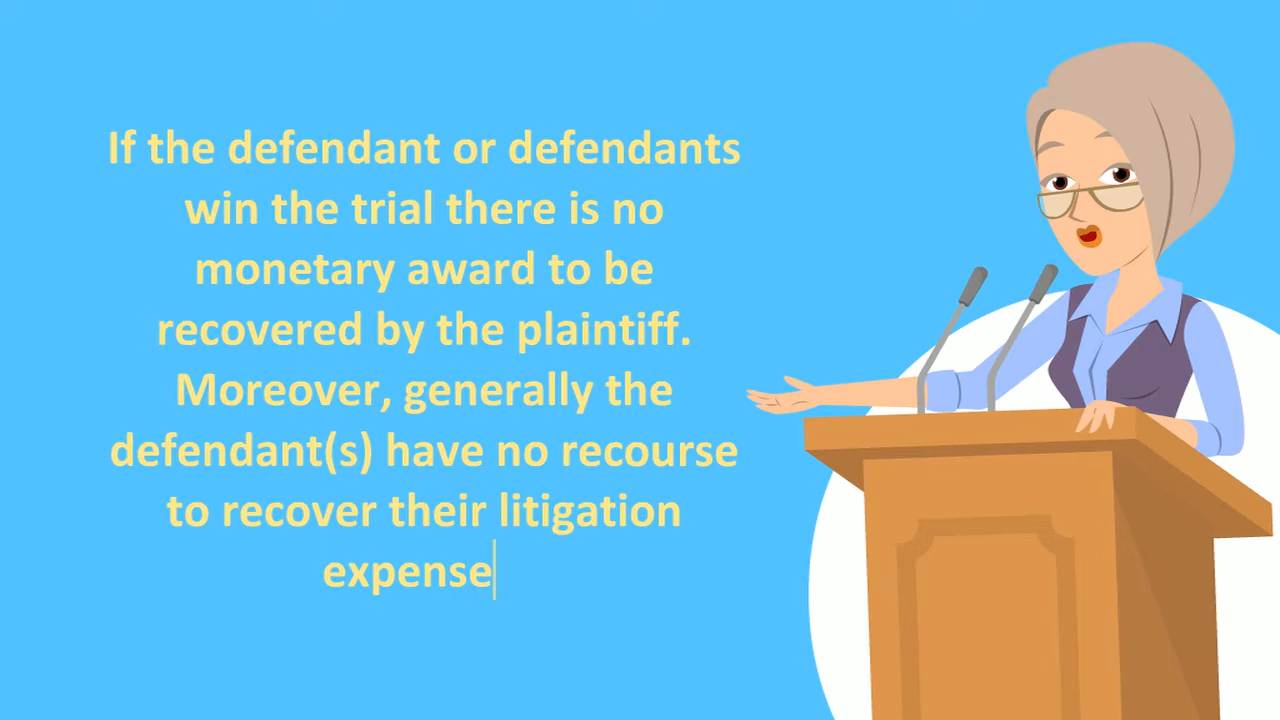 If the defendant or defendants
win the trial there is no
monetary award to be
recovered by the plaintiff.
Moreover, generally the
defendant(s) have no recourse
to recover their litigation
expense